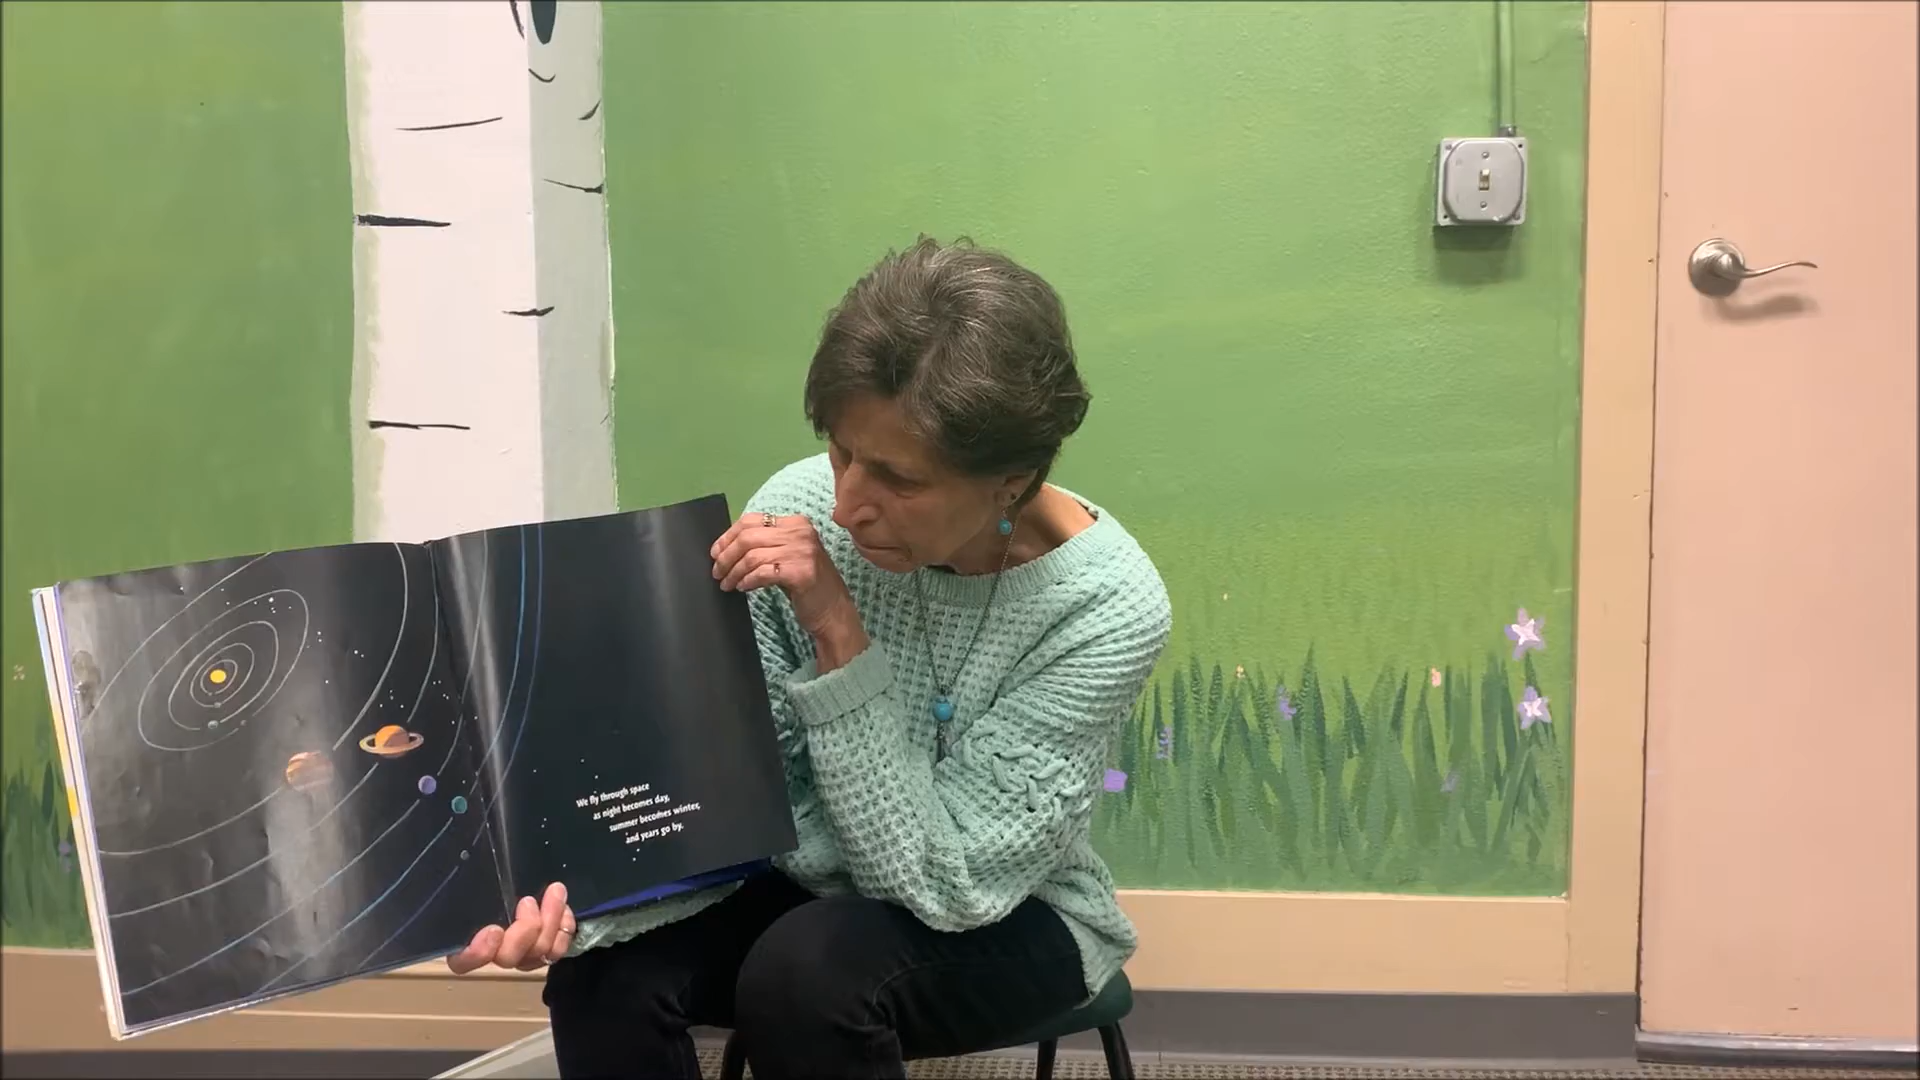 We fly through space
as night becomes day,
summer becomes winter,
and years go by.